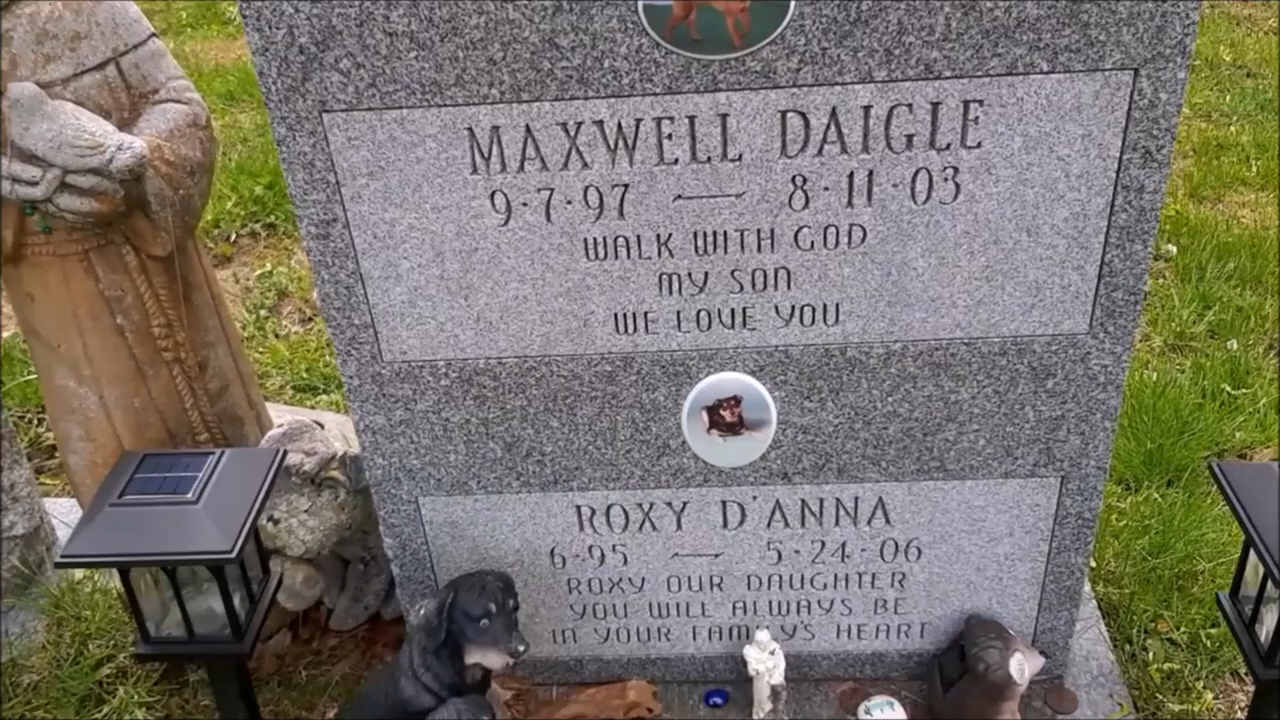 MAXWELL DAIGLE
9·7·97 — 8·11·03
WALK WITH GOD
MY SON
WE LOVE YOU
ROXY D'ANNA
6-95 — 5·24·06
ROXY OUR DAUGHTER
YOU WILL ALWAYS BE
IN YOUR HEART